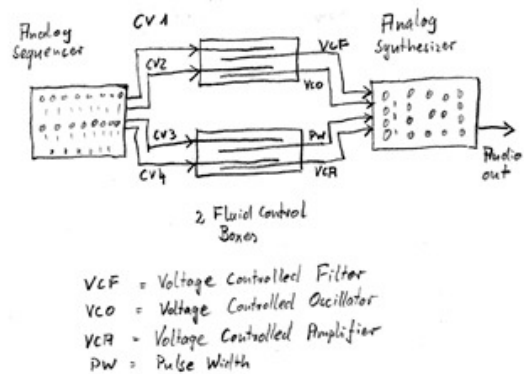 Analog
Sequencer
CV1
CV2
CV3
CV4
VCF
VCO
PW
VCA
Analog
Synthesizer
Audio
out
2 Fluid Control
Boxes
VCF = Voltage Controlled Filter
VCO = Voltage Controlled Oscillator
VCA = Voltage Controlled Amplifier
PW = Pulse Width